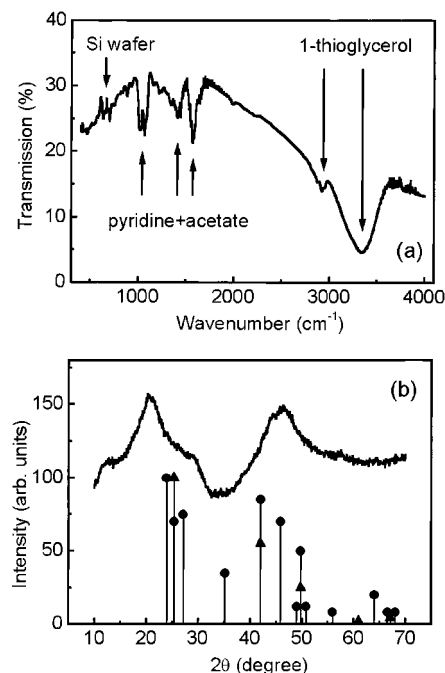 Si wafer
1-thioglycerol
40
30
20
10
0
Transmission (%)
pyridine+acetate
(a)
1000
2000
3000
4000
Wavenumber (cm⁻¹)
(b)
150
100
50
0
Intensity (arb. units)
10
20
30
40
50
60
70
2θ (degree)